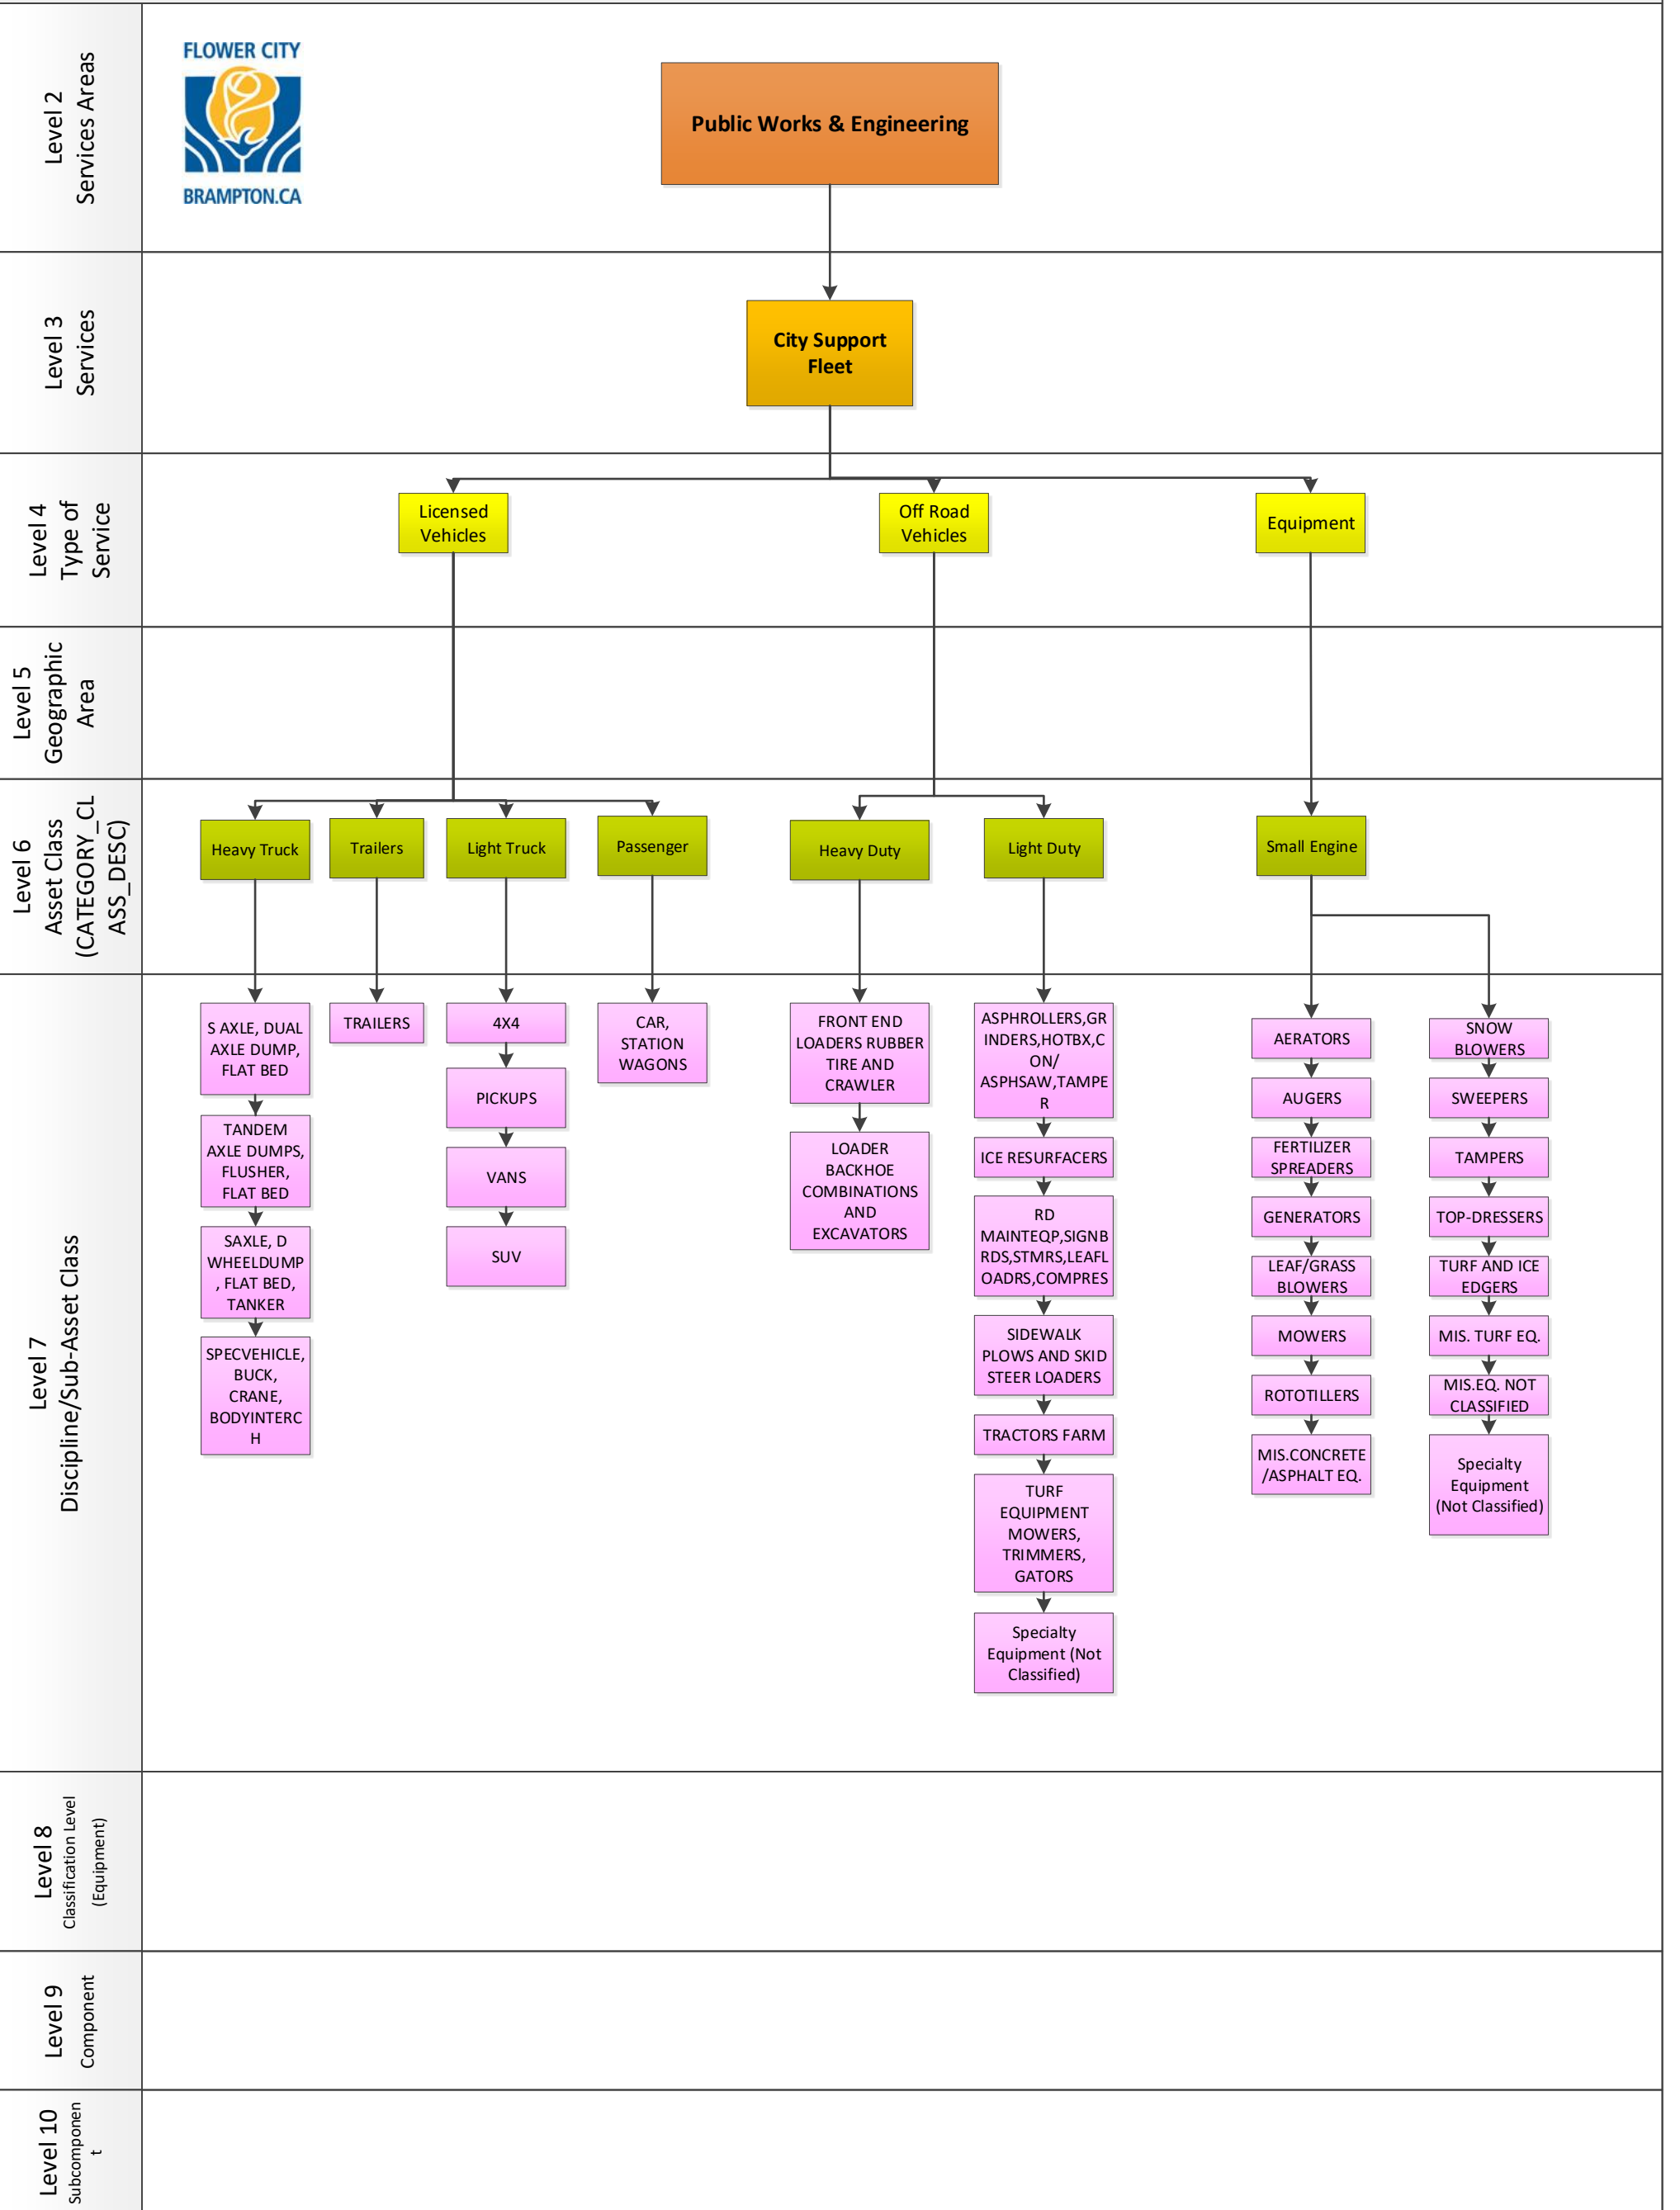 Level 2
Services Areas
FLOWER CITY
BRAMPTON.CA
Public Works & Engineering
Level 3
Services
City Support
Fleet
Level 4
Type of
Service
Licensed
Vehicles
Off Road
Vehicles
Equipment
Level 5
Geographic
Area
Level 6
Asset Class
(CATEGORY_CL
ASS_DESC)
Heavy Truck
Trailers
Light Truck
Passenger
Heavy Duty
Light Duty
Small Engine
Level 7
Discipline/Sub-Asset Class
S AXLE, DUAL
AXLE DUMP,
FLAT BED
TANDEM
AXLE DUMPS,
FLUSHER,
FLAT BED
SAXLE, D
WHEELDUMP
, FLAT BED,
TANKER
SPECVEHICLE,
BUCK,
CRANE,
BODYINTERC
H
TRAILERS
4X4
PICKUPS
VANS
SUV
CAR,
STATION
WAGONS
FRONT END
LOADERS RUBBER
TIRE AND
CRAWLER
LOADER
BACKHOE
COMBINATIONS
AND
EXCAVATORS
ASPHROLLERS,GR
INDERS,HOTBX,C
ON/
ASPHSAW,TAMPE
R
ICE RESURFACERS
RD
MAINTEQP,SIGNB
RDS,STMRS,LEAFL
OADRS,COMPRES
SIDEWALK
PLOWS AND SKID
STEER LOADERS
TRACTORS FARM
TURF
EQUIPMENT
MOWERS,
TRIMMERS,
GATORS
Specialty
Equipment (Not
Classified)
AERATORS
AUGERS
FERTILIZER
SPREADERS
GENERATORS
LEAF/GRASS
BLOWERS
MOWERS
ROTOTILLERS
MIS.CONCRETE
/ASPHALT EQ.
SNOW
BLOWERS
SWEEPERS
TAMPERS
TOP-DRESSERS
TURF AND ICE
EDGERS
MIS. TURF EQ.
MIS.EQ. NOT
CLASSIFIED
Specialty
Equipment
(Not Classified)
Level 8
Classification Level
(Equipment)
Level 9
Component
Level 10
Subcomponen
t